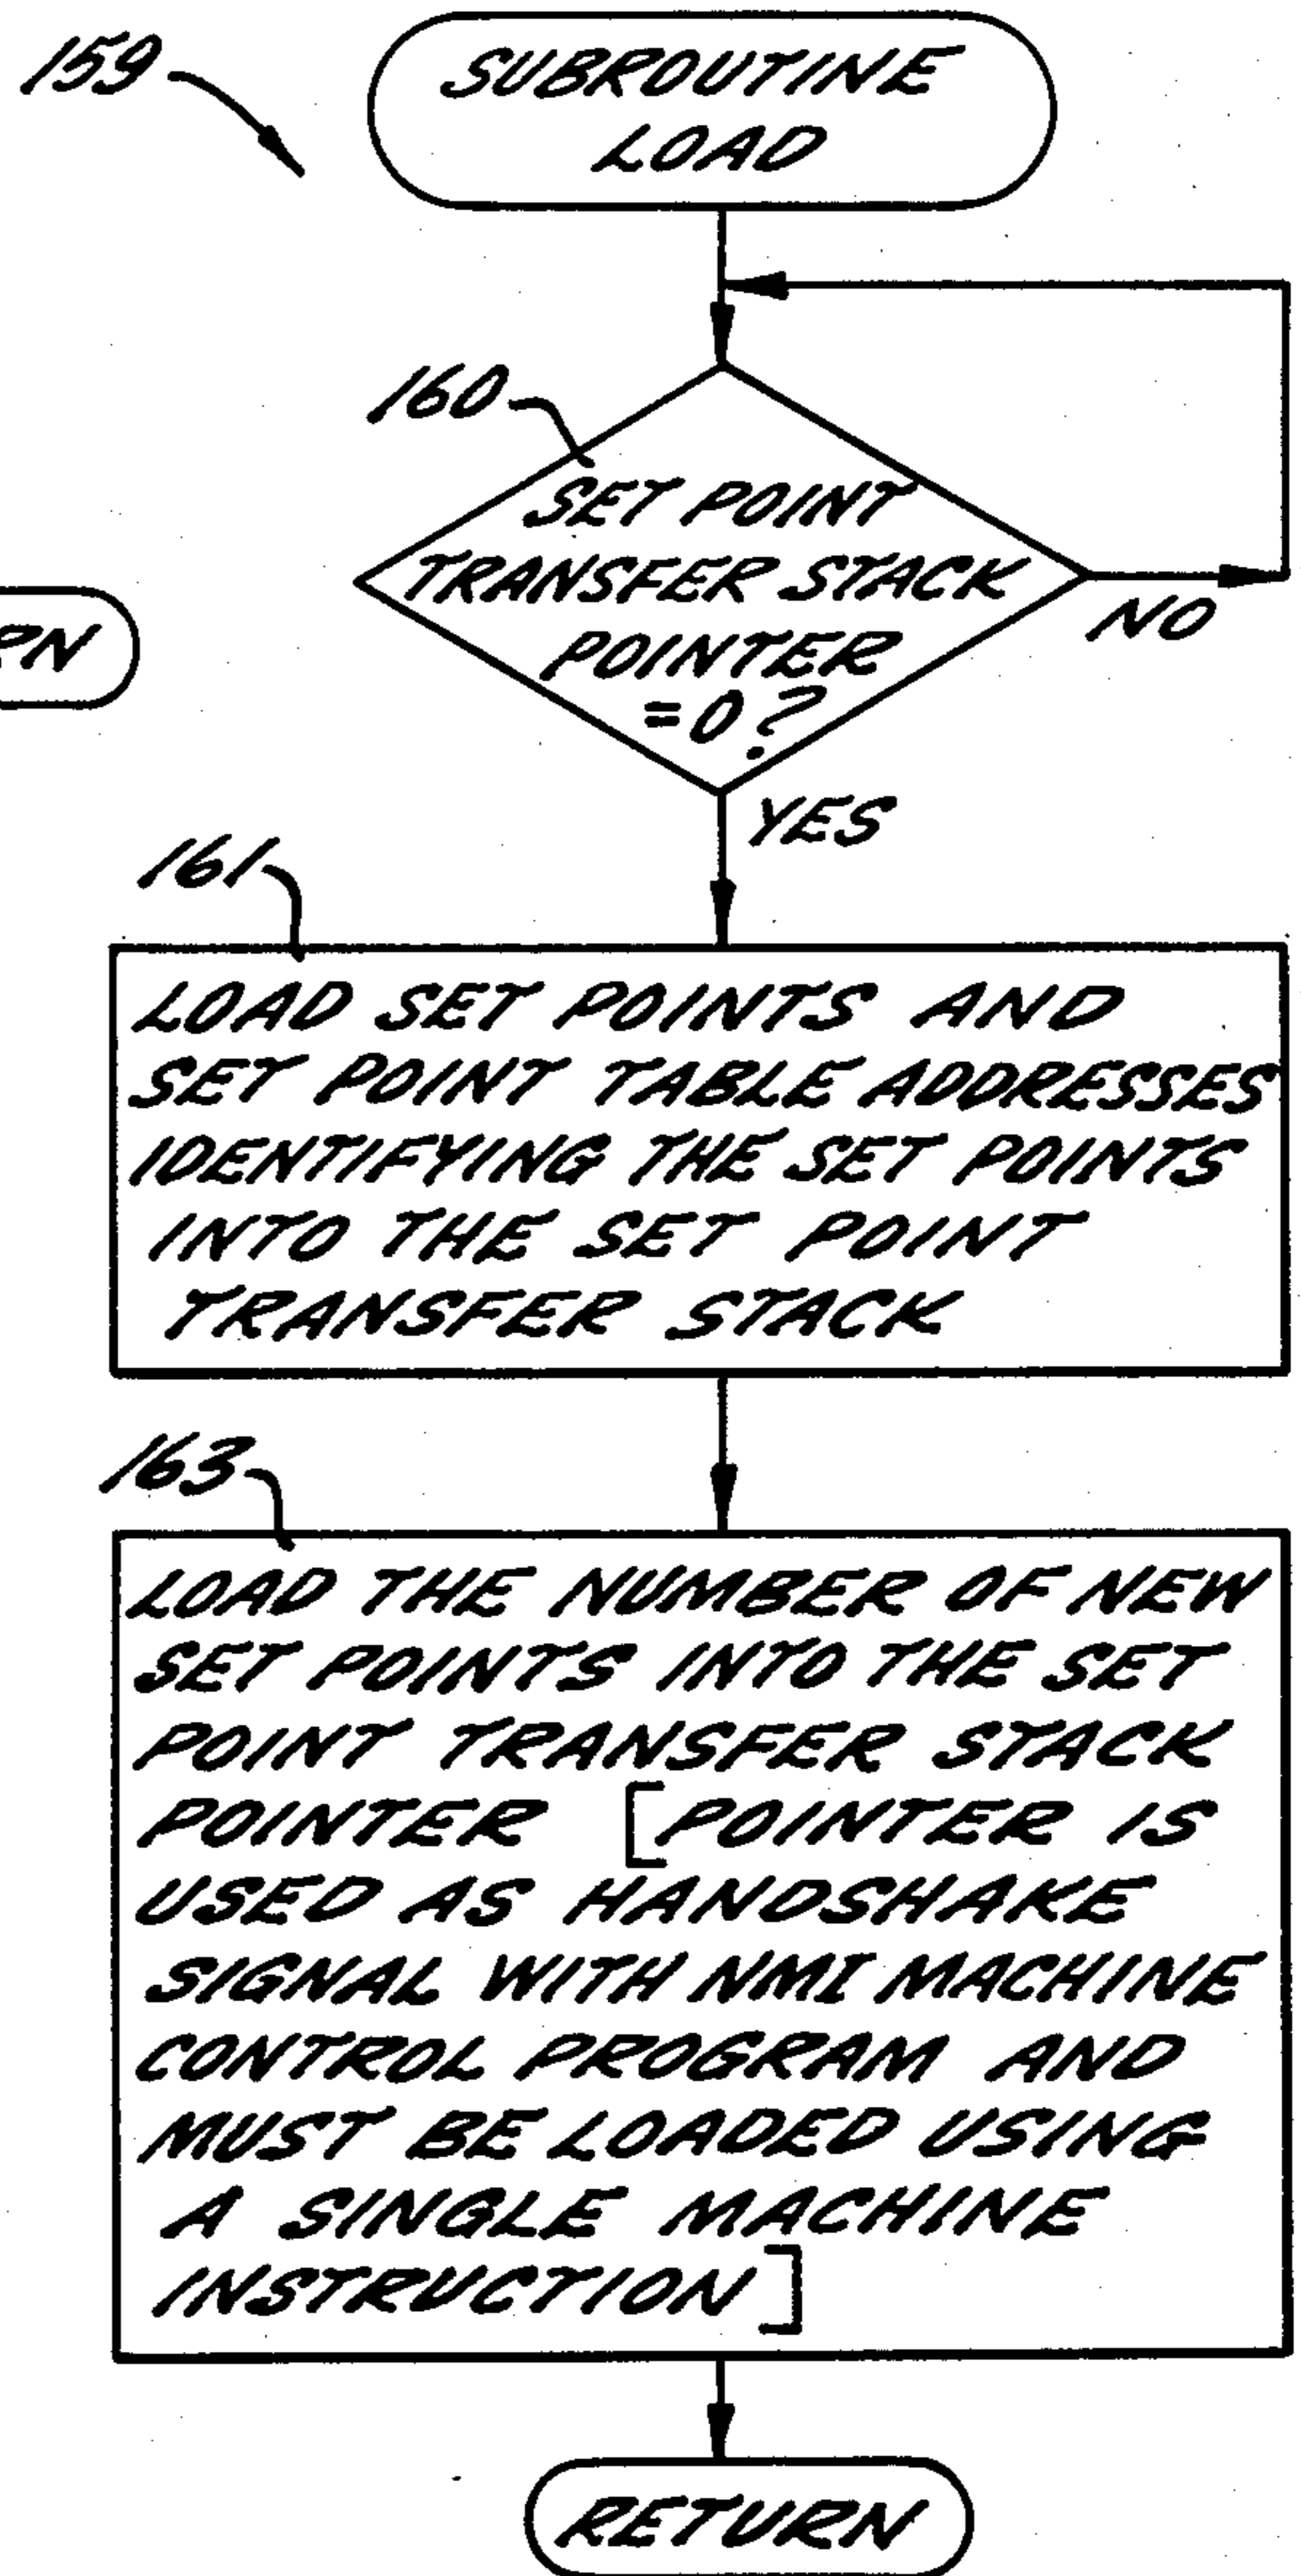 159
SUBROUTINE
LOAD
160
SET POINT
TRANSFER STACK
POINTER
=0?
NO
RN
YES
161
LOAD SET POINTS AND
SET POINT TABLE ADDRESSES
IDENTIFYING THE SET POINTS
INTO THE SET POINT
TRANSFER STACK
163
LOAD THE NUMBER OF NEW
SET POINTS INTO THE SET
POINT TRANSFER STACK
POINTER [POINTER IS
USED AS HANDSHAKE
SIGNAL WITH NMI MACHINE
CONTROL PROGRAM AND
MUST BE LOADED USING
A SINGLE MACHINE
INSTRUCTION]
RETURN